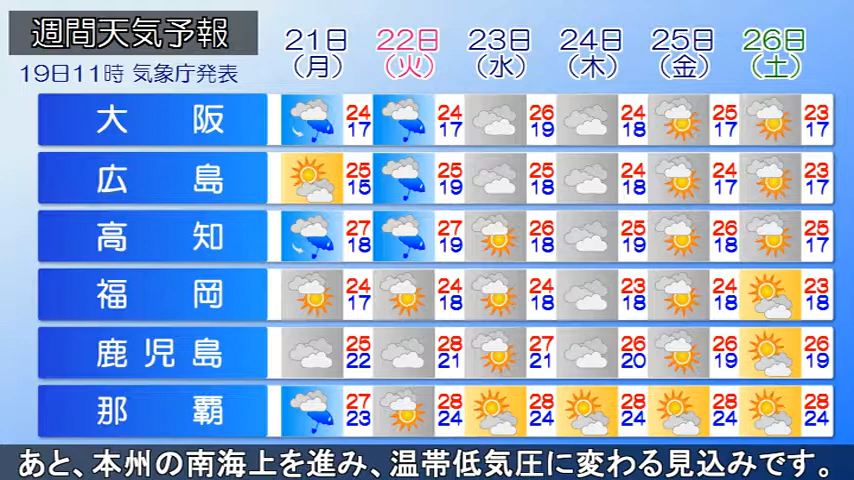 週間天気予報
19日11時 気象庁発表
21日 22日 23日 24日 25日 26日
(月) (火) (水) (木) (金) (土)
大阪 24 17 24 17 26 19 24 18 25 17 23 17
広島 25 15 25 19 25 18 24 18 24 17 23 17
高知 27 18 27 19 26 18 25 19 26 18 25 17
福岡 24 17 24 18 24 18 23 18 24 18 23 18
鹿児島 25 22 28 21 27 21 26 20 26 19 26 19
那覇 27 23 28 24 28 24 28 24 28 24 28 24
あと、本州の南海上を進み、温帯低気圧に変わる見込みです。